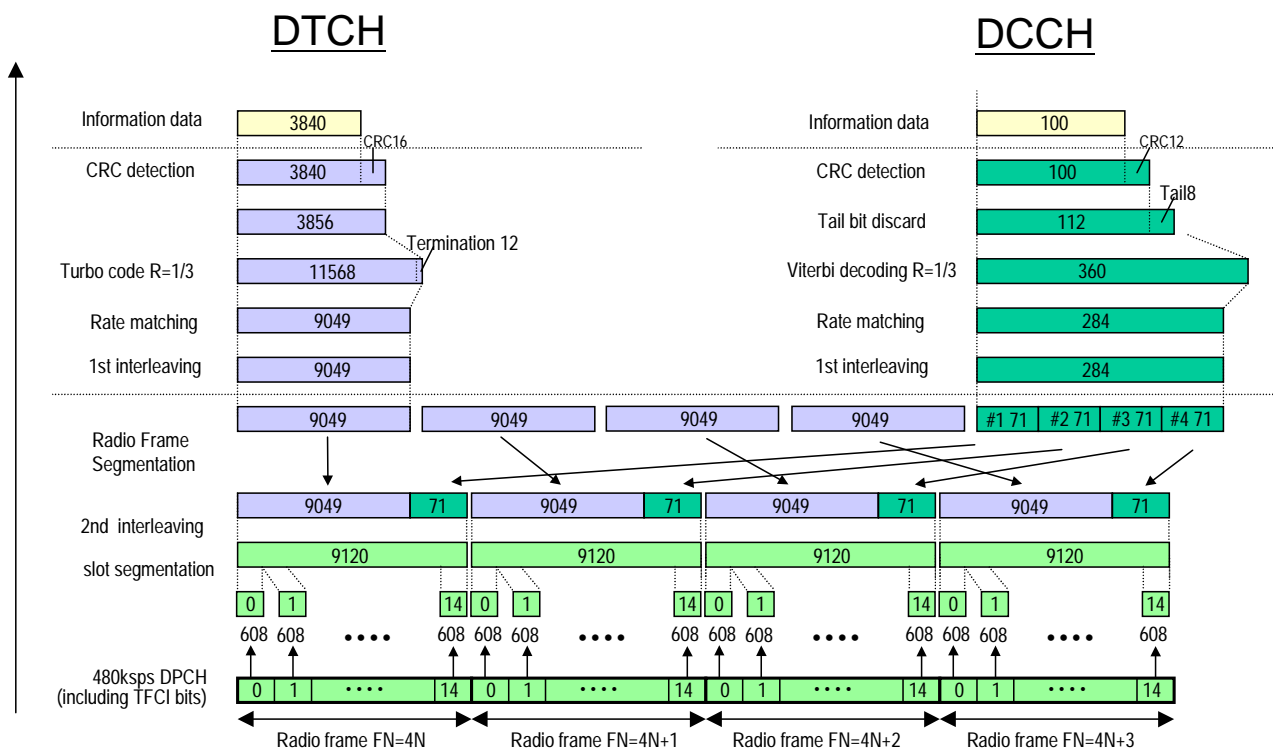 DTCH DCCH
Information data 3840 Information data 100
CRC16 CRC12
CRC detection 3840 CRC detection 100
Tail8
3856 Tail bit discard 112
Termination 12
Turbo code R=1/3 11568 Viterbi decoding R=1/3 360
Rate matching 9049 Rate matching 284
1st interleaving 9049 1st interleaving 284
9049 9049 9049 9049 #1 71 #2 71 #3 71 #4 71
Radio Frame
Segmentation
9049 71 9049 71 9049 71 9049 71
2nd interleaving
9120 9120 9120 9120
slot segmentation
0 1 14 0 1 14 0 1 14 0 1 14
608 608 •••• 608 608 608 •••• 608 608 608 •••• 608 608 608 •••• 608
480ksps DPCH
(including TFCI bits)
0 1 •••• 14 0 1 •••• 14 0 1 •••• 14 0 1 •••• 14
Radio frame FN=4N Radio frame FN=4N+1 Radio frame FN=4N+2 Radio frame FN=4N+3